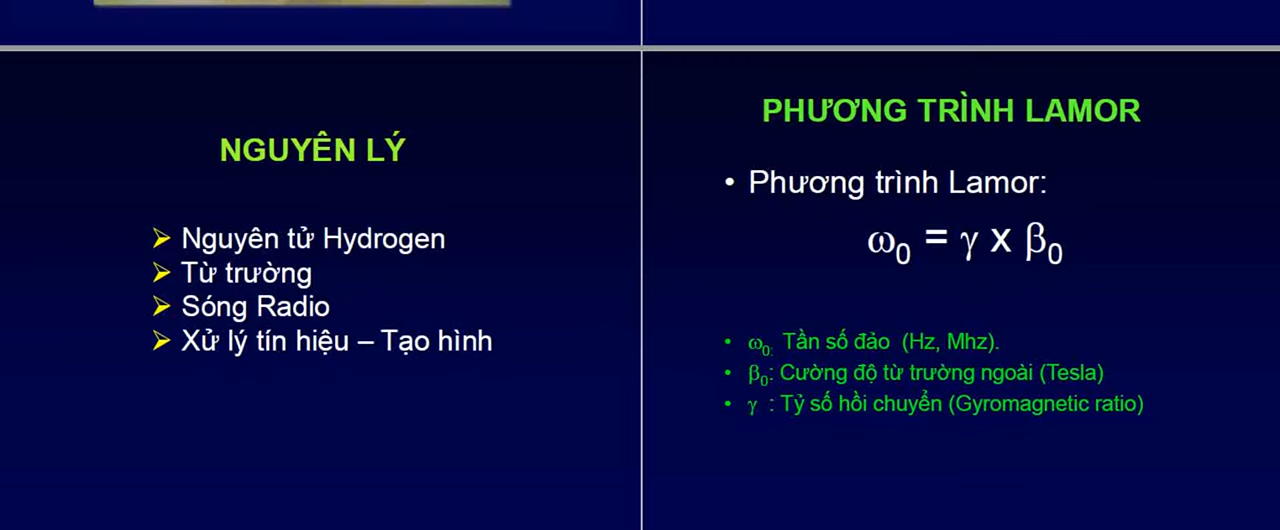 NGUYÊN LÝ
➢ Nguyên tử Hydrogen
➢ Từ trường
➢ Sóng Radio
➢ Xử lý tín hiệu – Tạo hình
PHƯƠNG TRÌNH LAMOR
• Phương trình Lamor:
ω₀ = γ x β₀
• ω₀: Tần số đảo (Hz, Mhz).
• β₀: Cường độ từ trường ngoài (Tesla)
• γ : Tỷ số hồi chuyển (Gyromagnetic ratio)